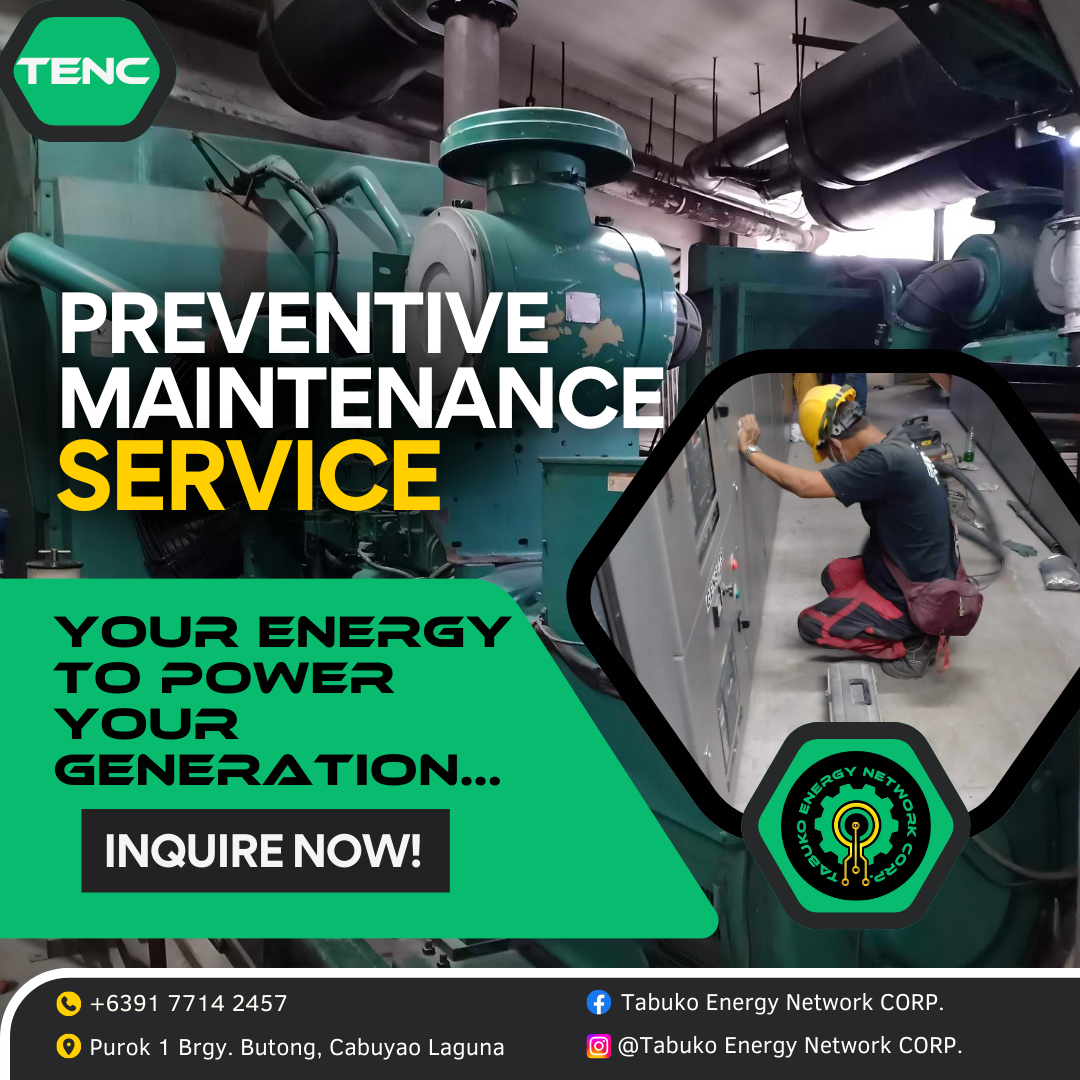 TENC
PREVENTIVE
MAINTENANCE
SERVICE
YOUR ENERGY
TO POWER
YOUR
GENERATION...
INQUIRE NOW!
GENSET
TABUKO ENERGY NETWORK CORP.
+6391 7714 2457
Purok 1 Brgy. Butong, Cabuyao Laguna
Tabuko Energy Network CORP.
@Tabuko Energy Network CORP.